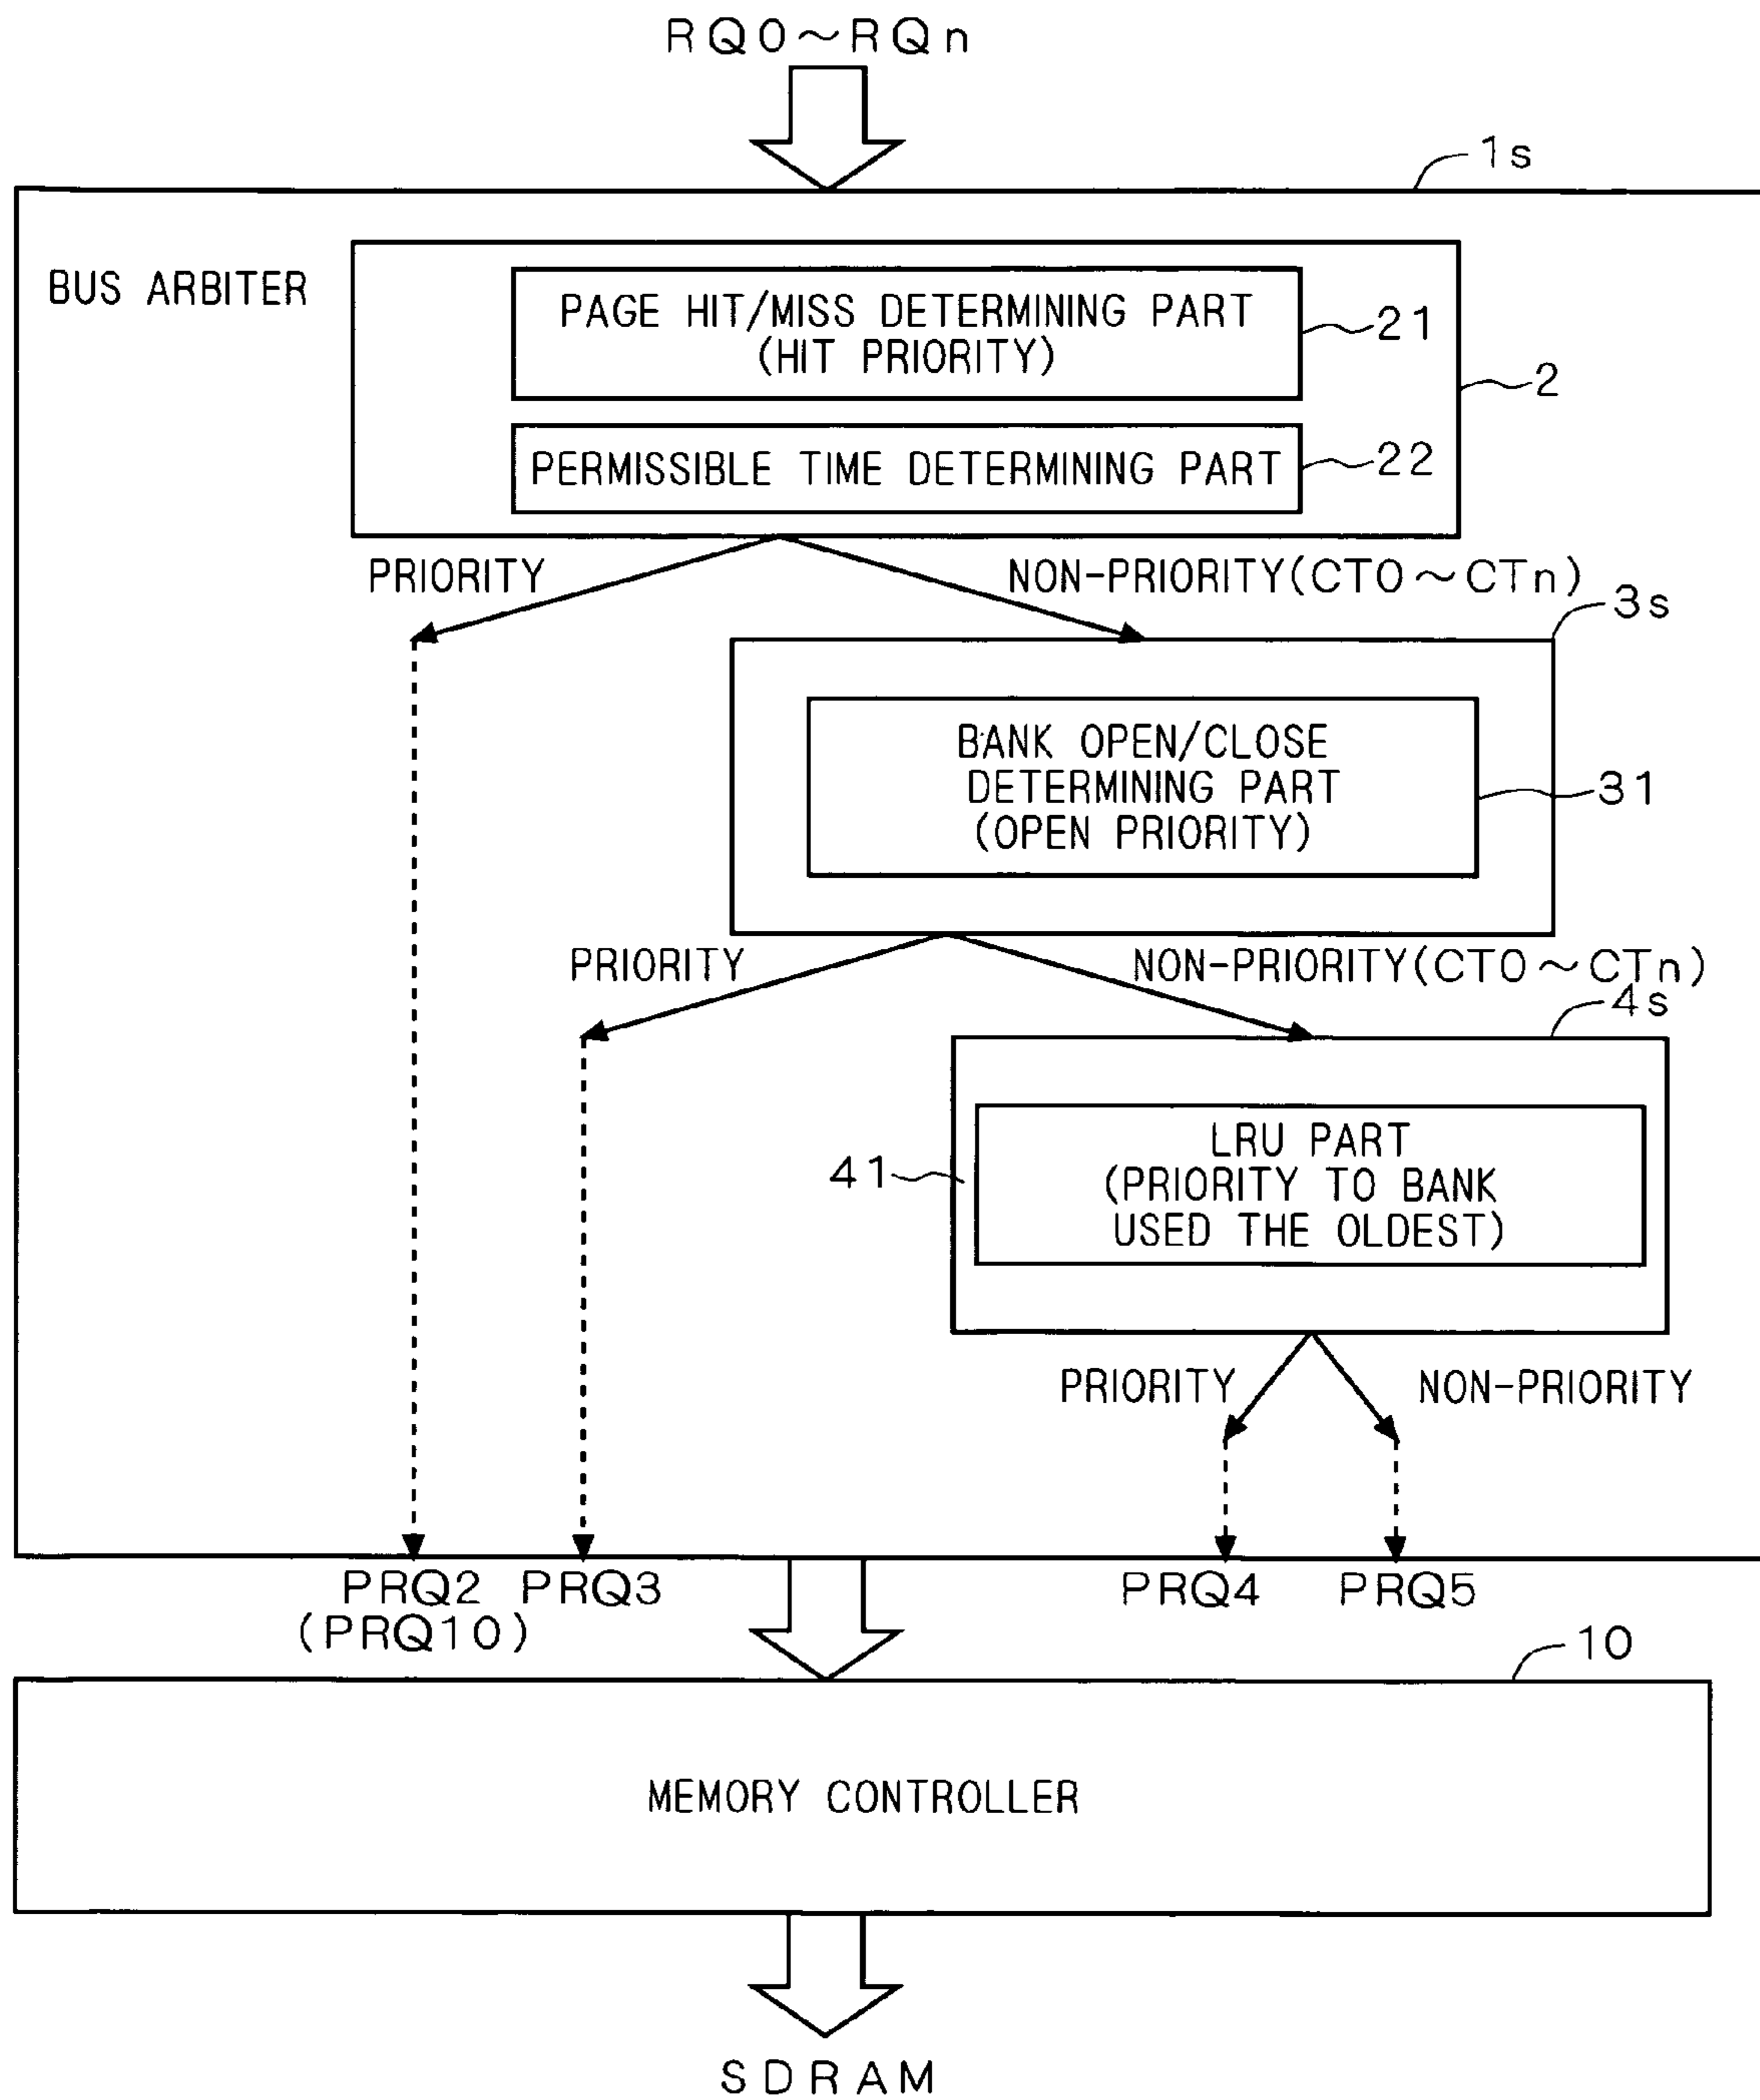 RQ0~RQn
1s
BUS ARBITER
PAGE HIT/MISS DETERMINING PART
(HIT PRIORITY)
21
2
PERMISSIBLE TIME DETERMINING PART
22
PRIORITY
NON-PRIORITY(CT0~CTn)
3s
BANK OPEN/CLOSE
DETERMINING PART
(OPEN PRIORITY)
31
PRIORITY
NON-PRIORITY(CT0~CTn)
4s
41
LRU PART
(PRIORITY TO BANK
USED THE OLDEST)
PRIORITY
NON-PRIORITY
PRQ2
(PRQ10)
PRQ3
PRQ4
PRQ5
10
MEMORY CONTROLLER
SDRAM